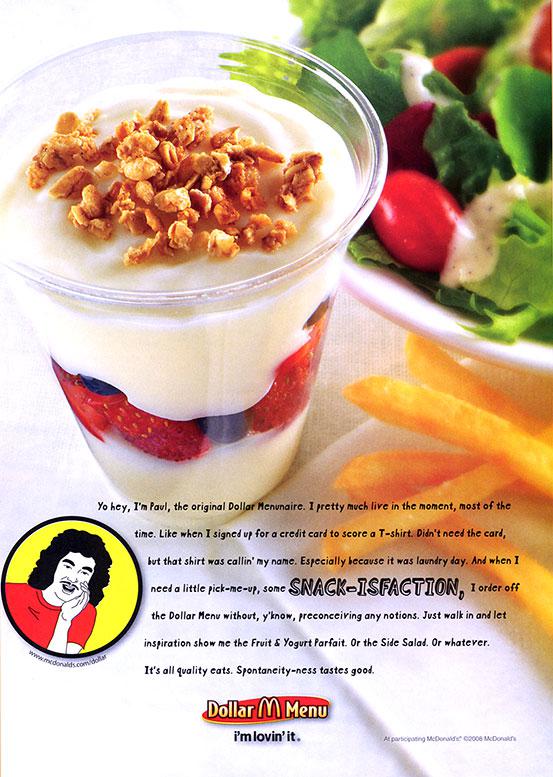 Yo hey, I'm Paul, the original Dollar Menunaire. I pretty much live in the moment, most of the
time. Like when I signed up for a credit card to score a T-shirt. Didn't need the card,
but that shirt was callin' my name. Especially because it was laundry day. And when I
need a little pick-me-up, some SNACK-ISFACTION, I order off
the Dollar Menu without, y'know, preconceiving any notions. Just walk in and let
inspiration show me the Fruit & Yogurt Parfait. Or the Side Salad. Or whatever.
It's all quality eats. Spontaneity-ness tastes good.
www.mcdonalds.com/dollar
Dollar M Menu
i'm lovin' it®
At participating McDonald's® ©2006 McDonald's